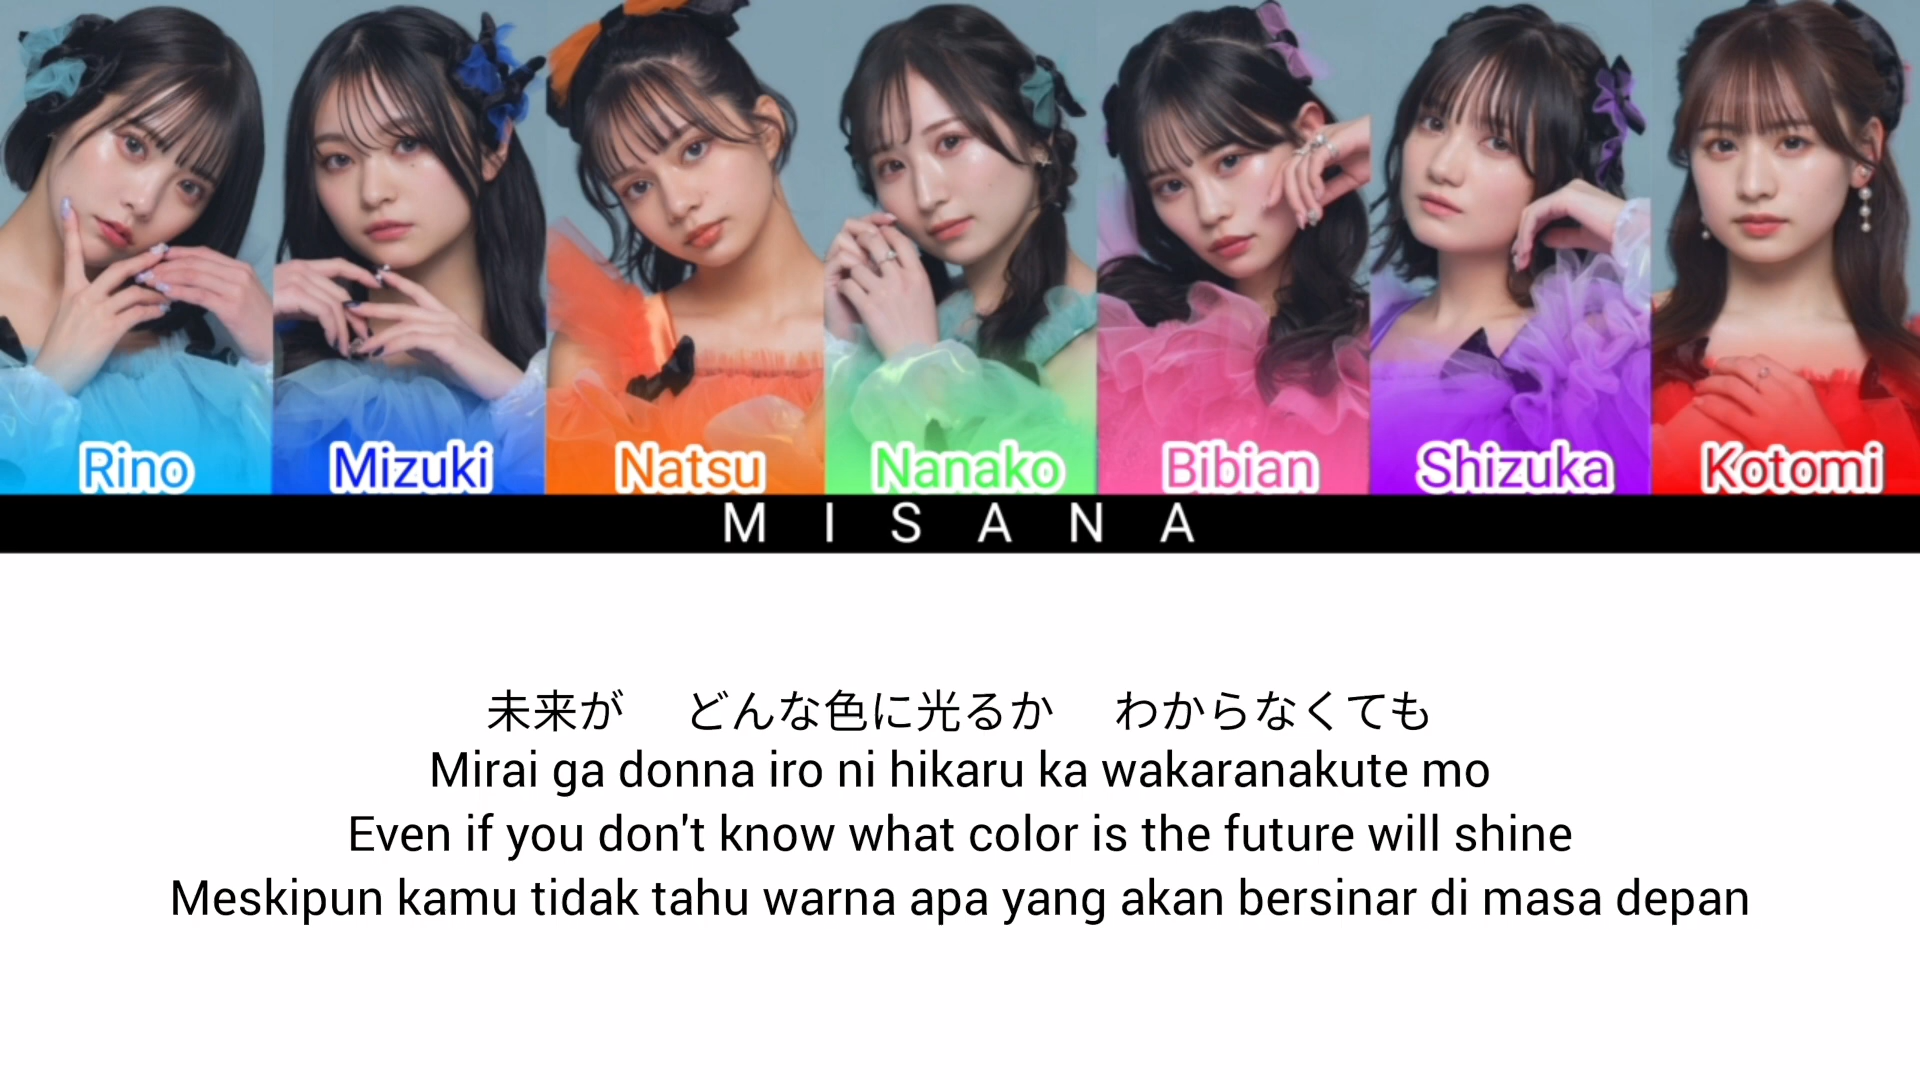 Rino Mizuki Natsu Nanako Bibian Shizuka Kotomi
MISANA
未来が　どんな色に光るか　わからなくても
Mirai ga donna iro ni hikaru ka wakaranakute mo
Even if you don't know what color is the future will shine
Meskipun kamu tidak tahu warna apa yang akan bersinar di masa depan